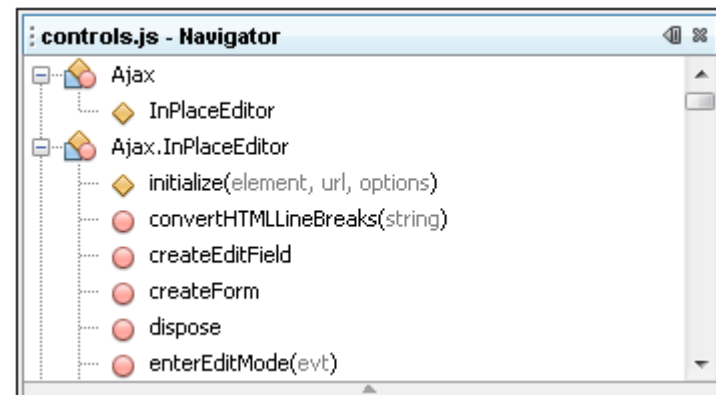 controls.js - Navigator
Ajax
InPlaceEditor
Ajax.InPlaceEditor
initialize(element, url, options)
convertHTMLLineBreaks(string)
createEditField
createForm
dispose
enterEditMode(evt)